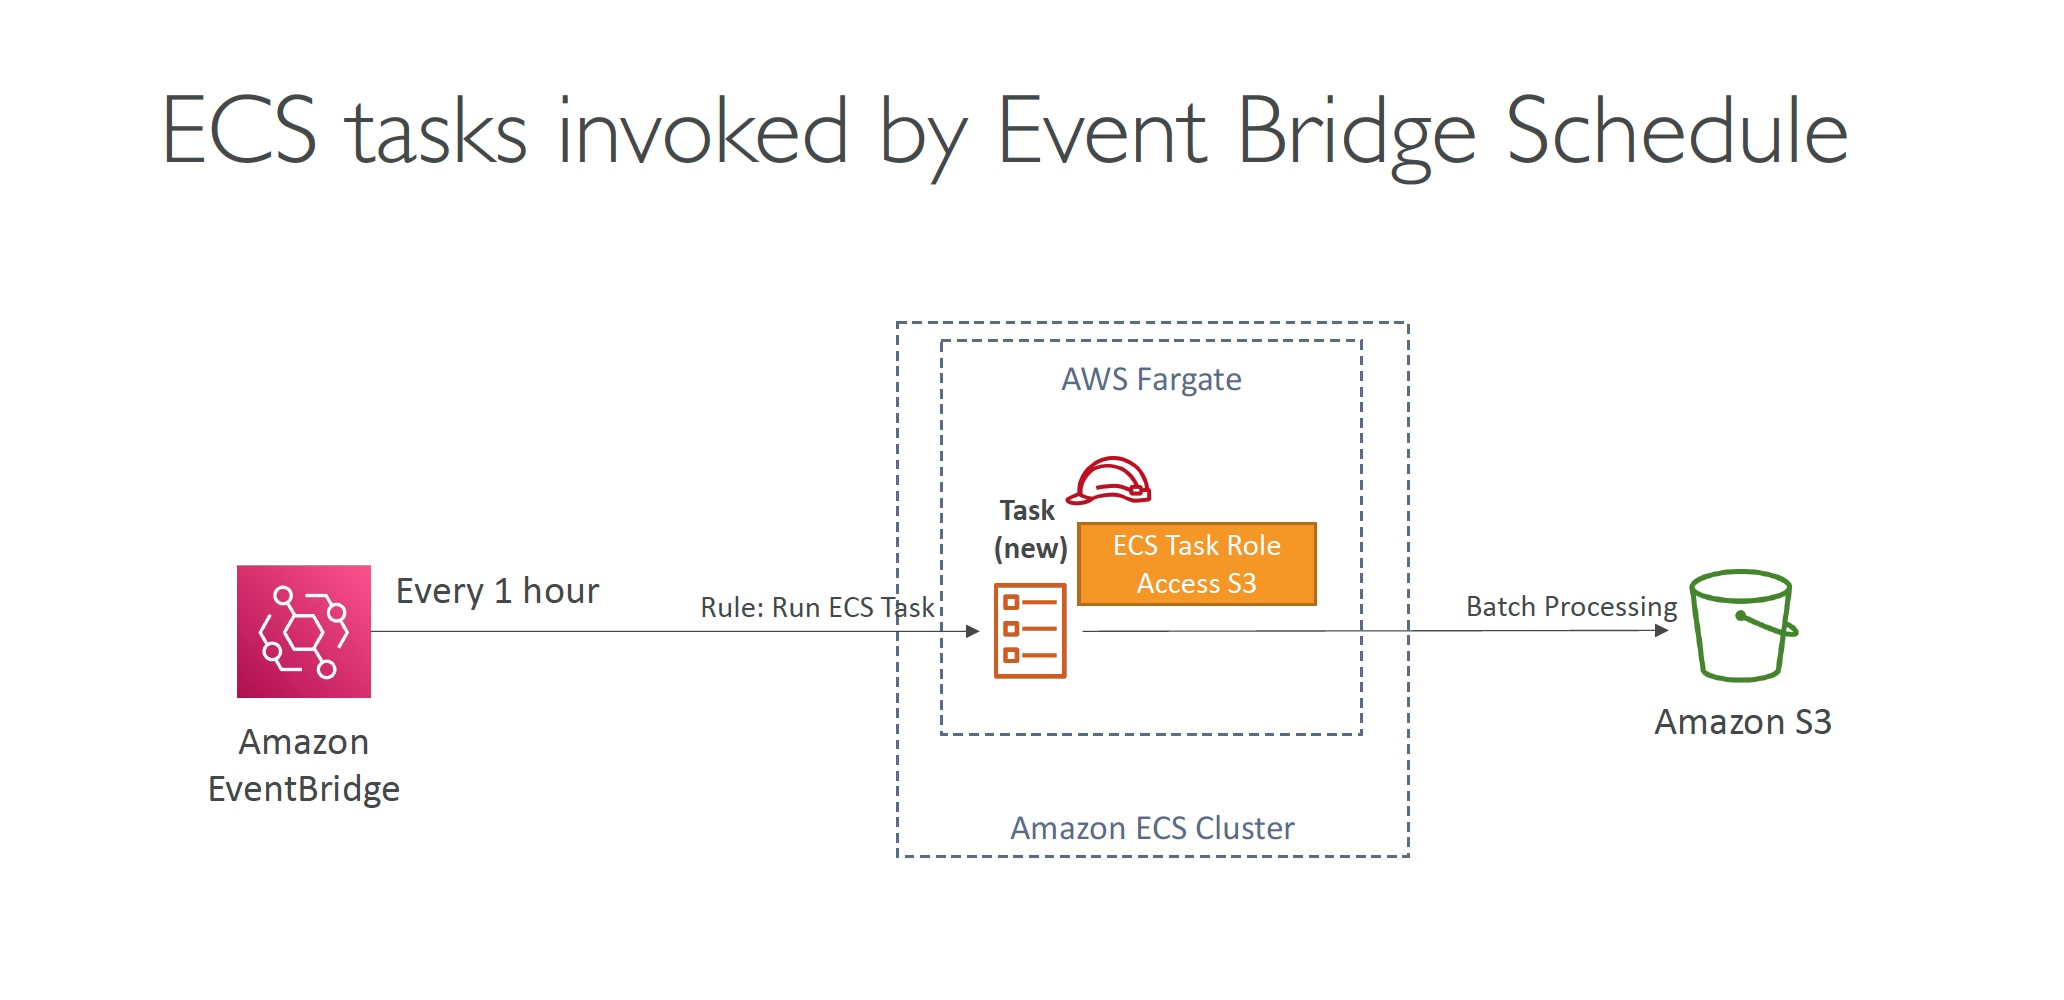 ECS tasks invoked by Event Bridge Schedule
AWS Fargate
Task
(new)
ECS Task Role
Access S3
Every 1 hour
Rule: Run ECS Task
Batch Processing
Amazon
EventBridge
Amazon S3
Amazon ECS Cluster